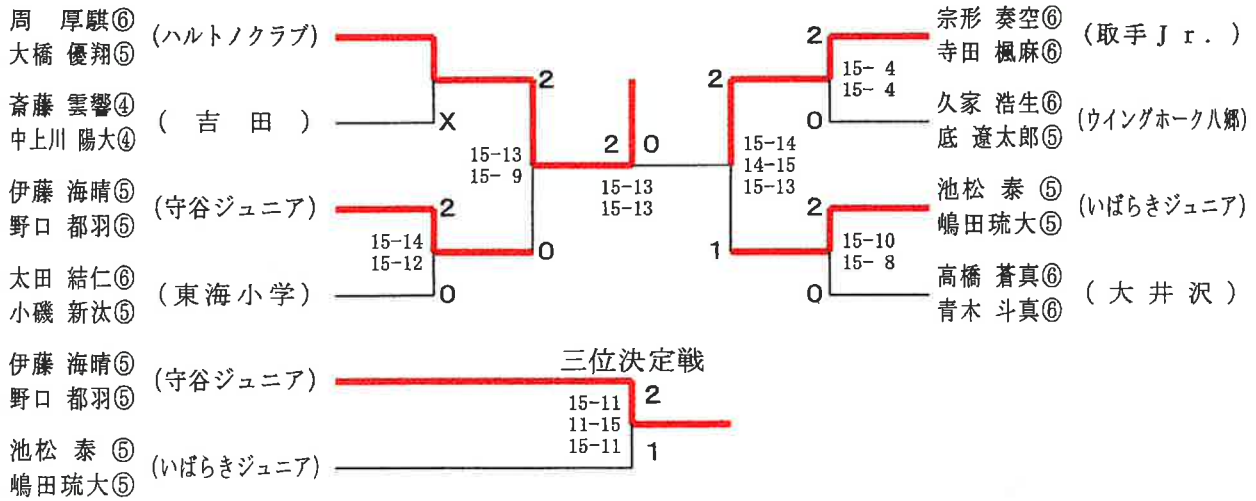 周 厚騏⑥
大橋 優翔⑤
(ハルトノクラブ)
斎藤 雲響④
中上川 陽大④
( 吉 田 )
X
2
15-13
15- 9
伊藤 海晴⑤
野口 都羽⑤
(守谷ジュニア)
2
15-14
15-12
0
太田 結仁⑥
小磯 新汰⑤
(東海小学)
0
2 0
15-13
15-13
宗形 奏空⑥
寺田 楓麻⑥
(取手Ｊｒ．)
2
15- 4
15- 4
久家 浩生⑥
底 遼太郎⑤
(ウイングホーク八郷)
0
2
15-14
14-15
15-13
池松 泰 ⑤
嶋田琉大⑤
(いばらきジュニア)
2
15-10
15- 8
1
高橋 蒼真⑥
青木 斗真⑥
( 大 井 沢 )
0
三位決定戦
伊藤 海晴⑤
野口 都羽⑤
(守谷ジュニア)
2
15-11
11-15
15-11
池松 泰 ⑤
嶋田琉大⑤
(いばらきジュニア)
1